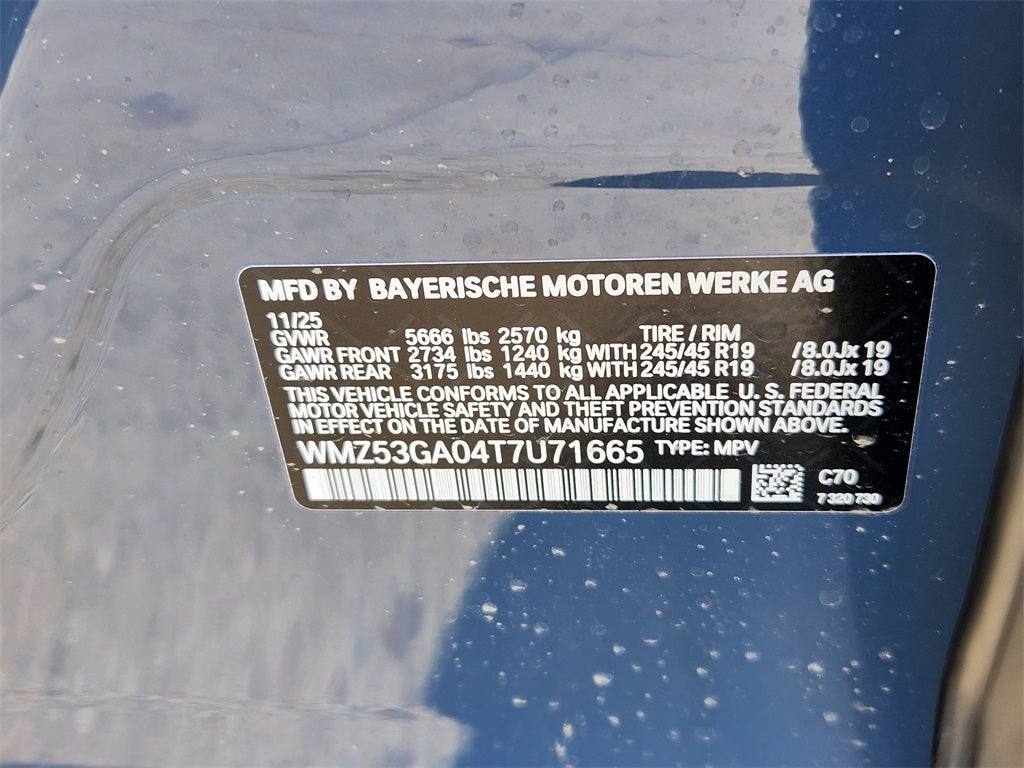 MFD BY BAYERISCHE MOTOREN WERKE AG
11/25
GVWR 5666 lbs 2570 kg TIRE / RIM
GAWR FRONT 2734 lbs 1240 kg WITH 245/45 R19 /8.0Jx 19
GAWR REAR 3175 lbs 1440 kg WITH 245/45 R19 /8.0Jx 19
THIS VEHICLE CONFORMS TO ALL APPLICABLE U. S. FEDERAL
MOTOR VEHICLE SAFETY AND THEFT PREVENTION STANDARDS
IN EFFECT ON THE DATE OF MANUFACTURE SHOWN ABOVE.
WMZ53GA04T7U71665 TYPE: MPV
C70
7 320 730